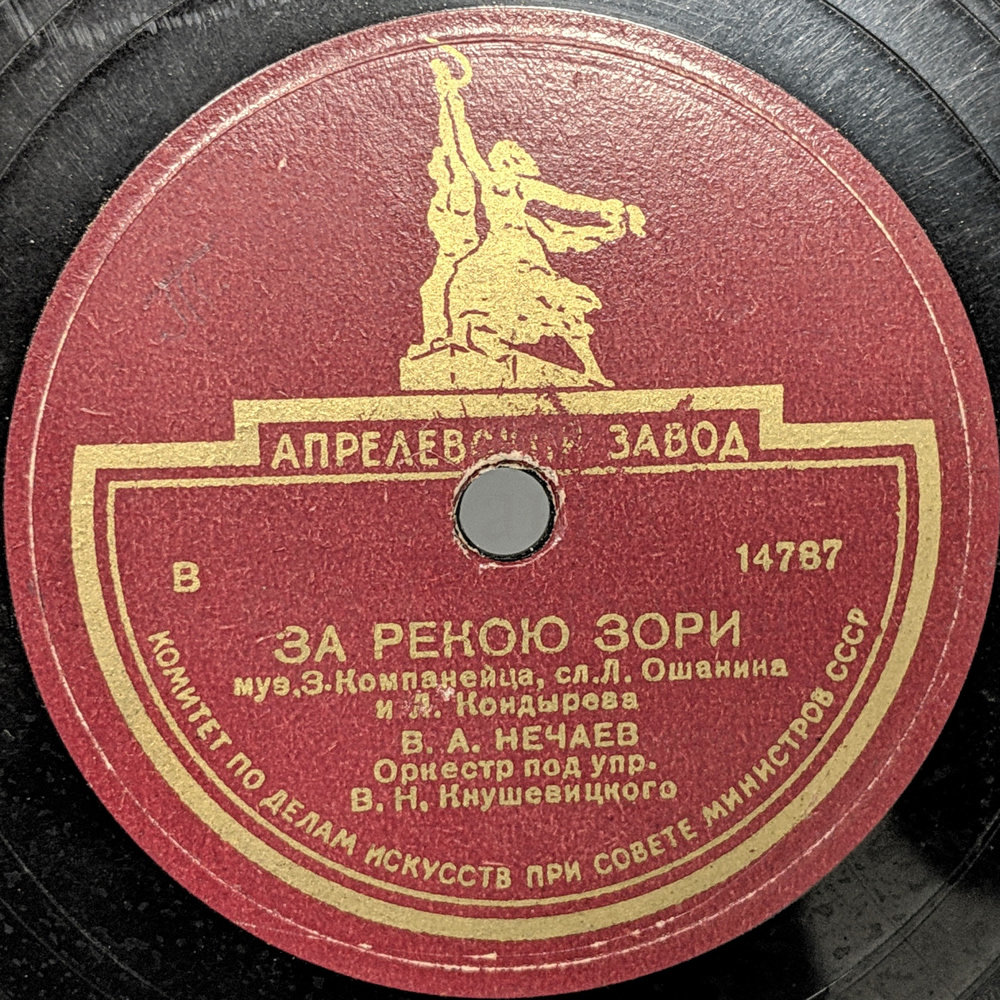 АПРЕЛЕВСКИЙ ЗАВОД
В 14787
ЗА РЕКОЮ ЗОРИ
муз. З. Компанейца, сл. Л. Ошанина
и Л. Кондырева
В. А. НЕЧАЕВ
Оркестр под упр.
В. Н. Кнушевицкого
КОМИТЕТ ПО ДЕЛАМ ИСКУССТВ ПРИ СОВЕТЕ МИНИСТРОВ СССР